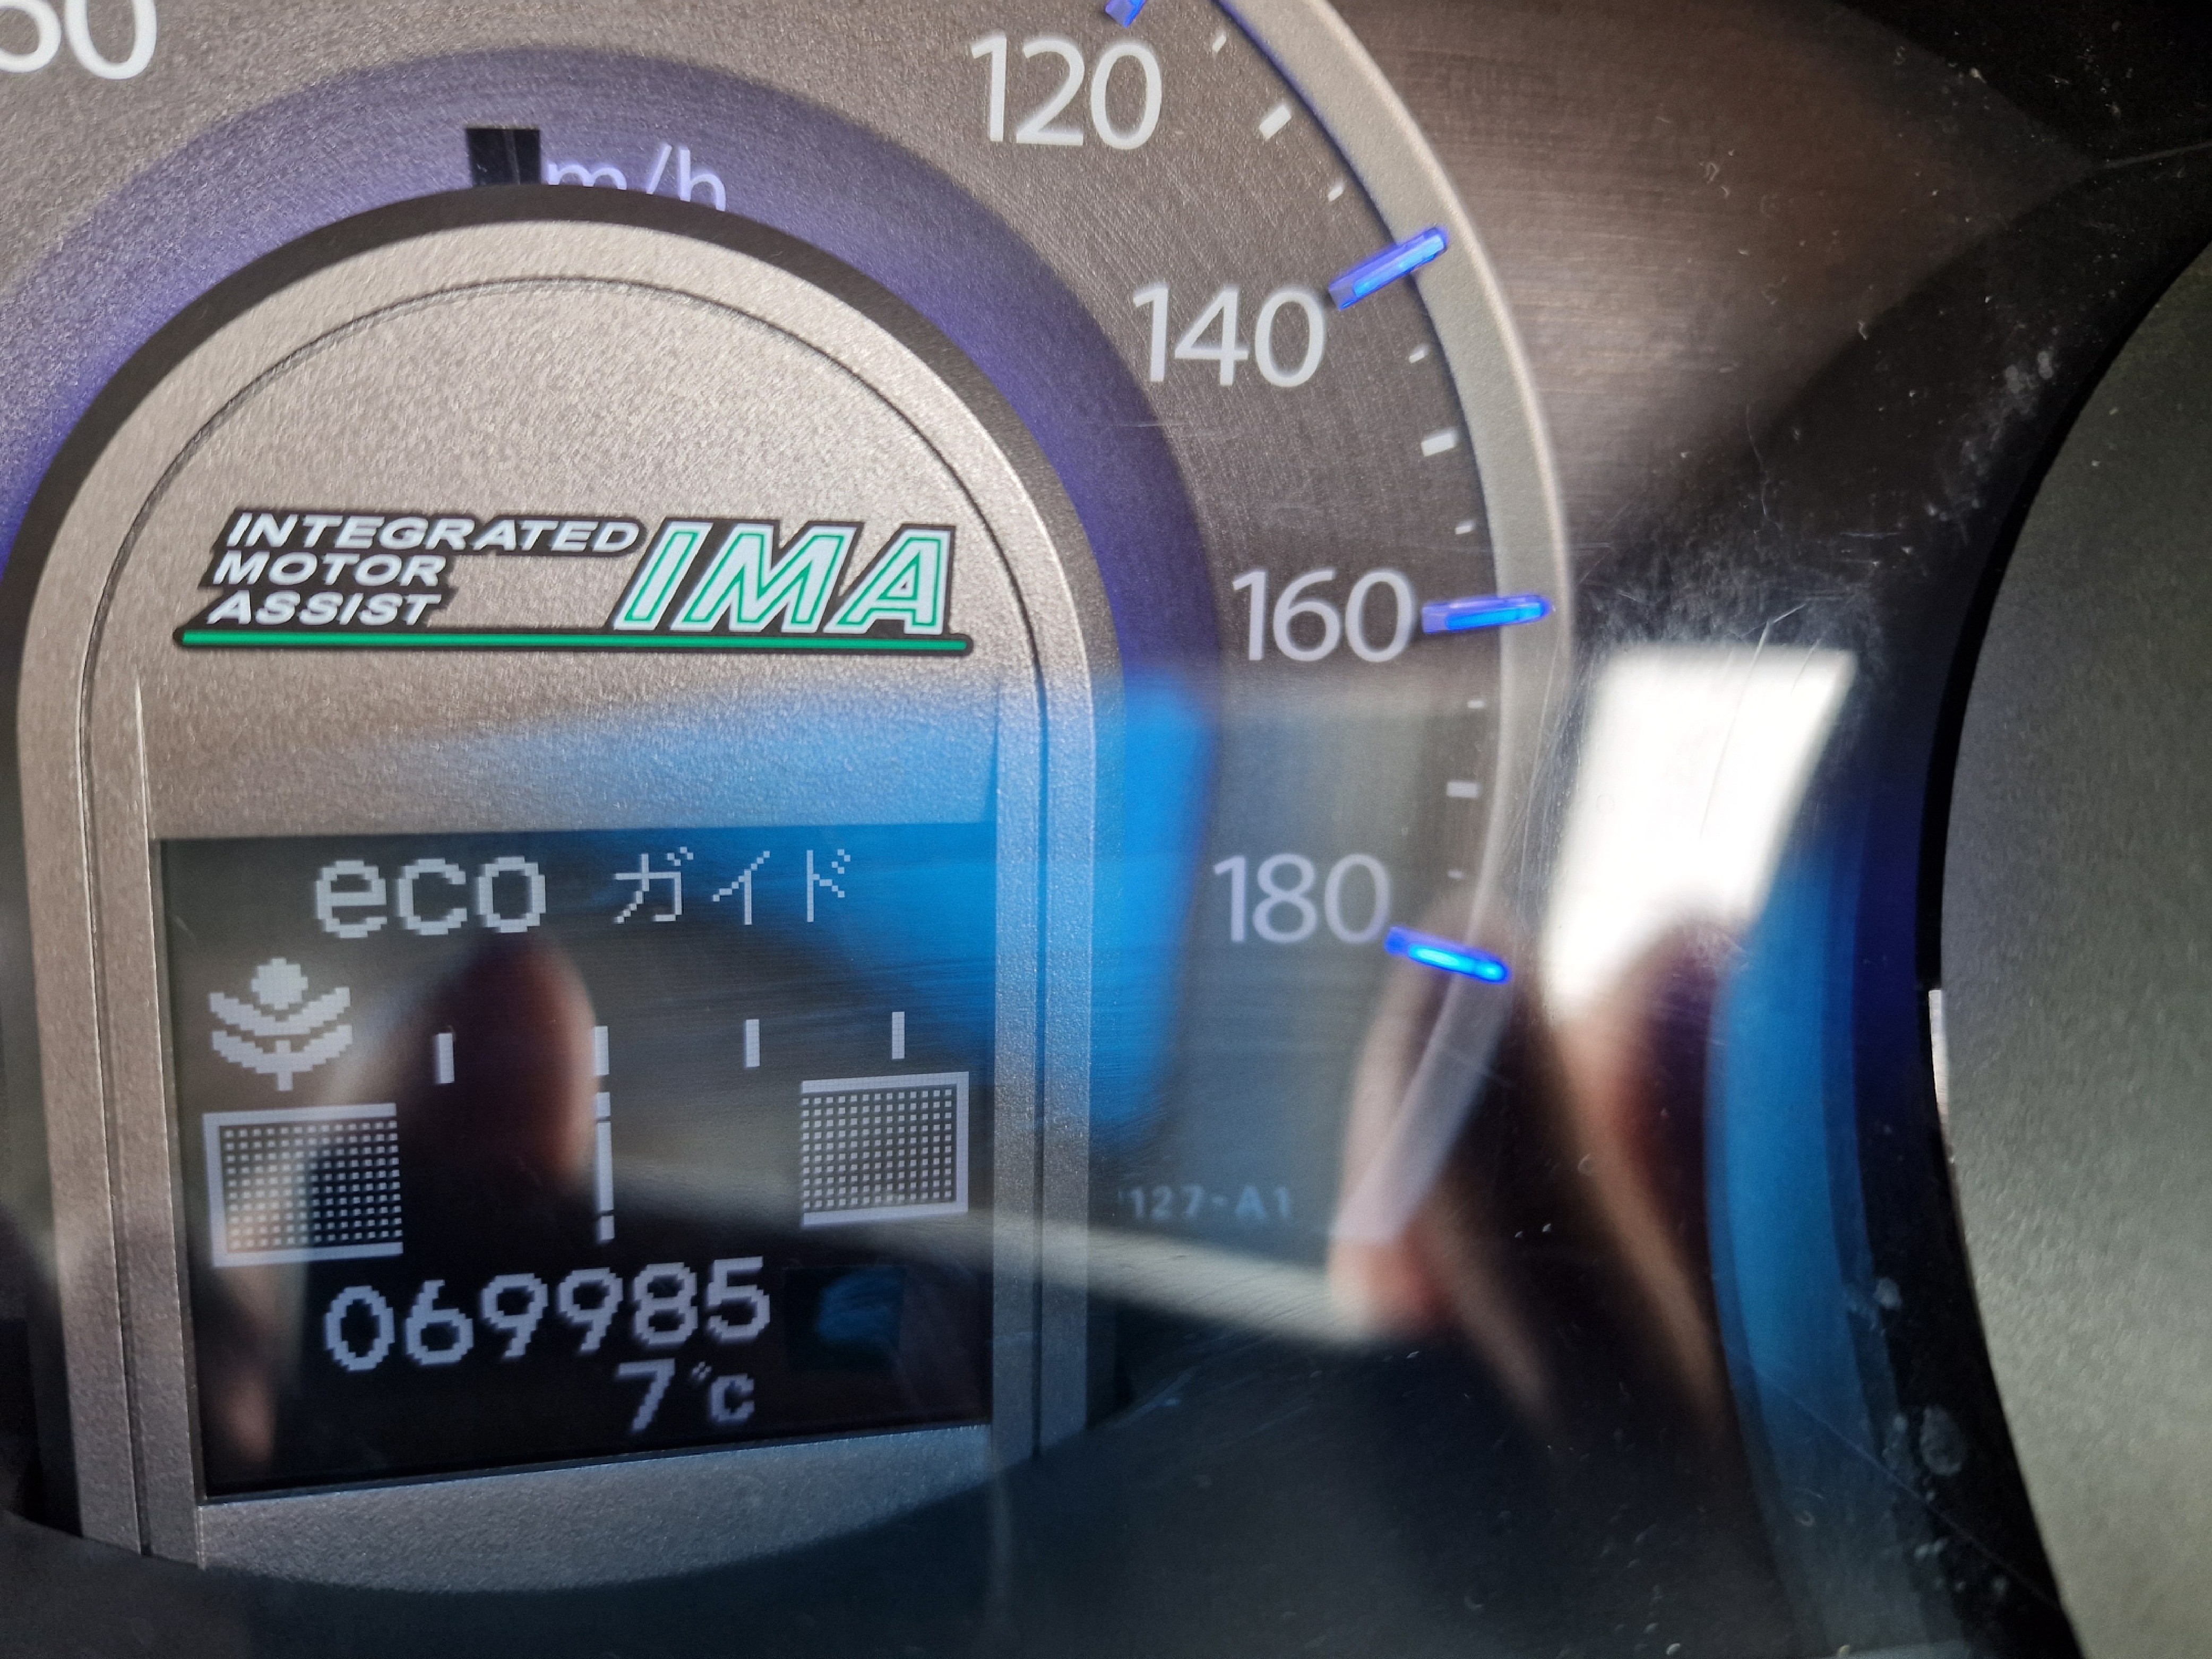 120
m/h
140
INTEGRATED
MOTOR
ASSIST
IMA
160
eco ガイド
180
127-A1
069985
7°c